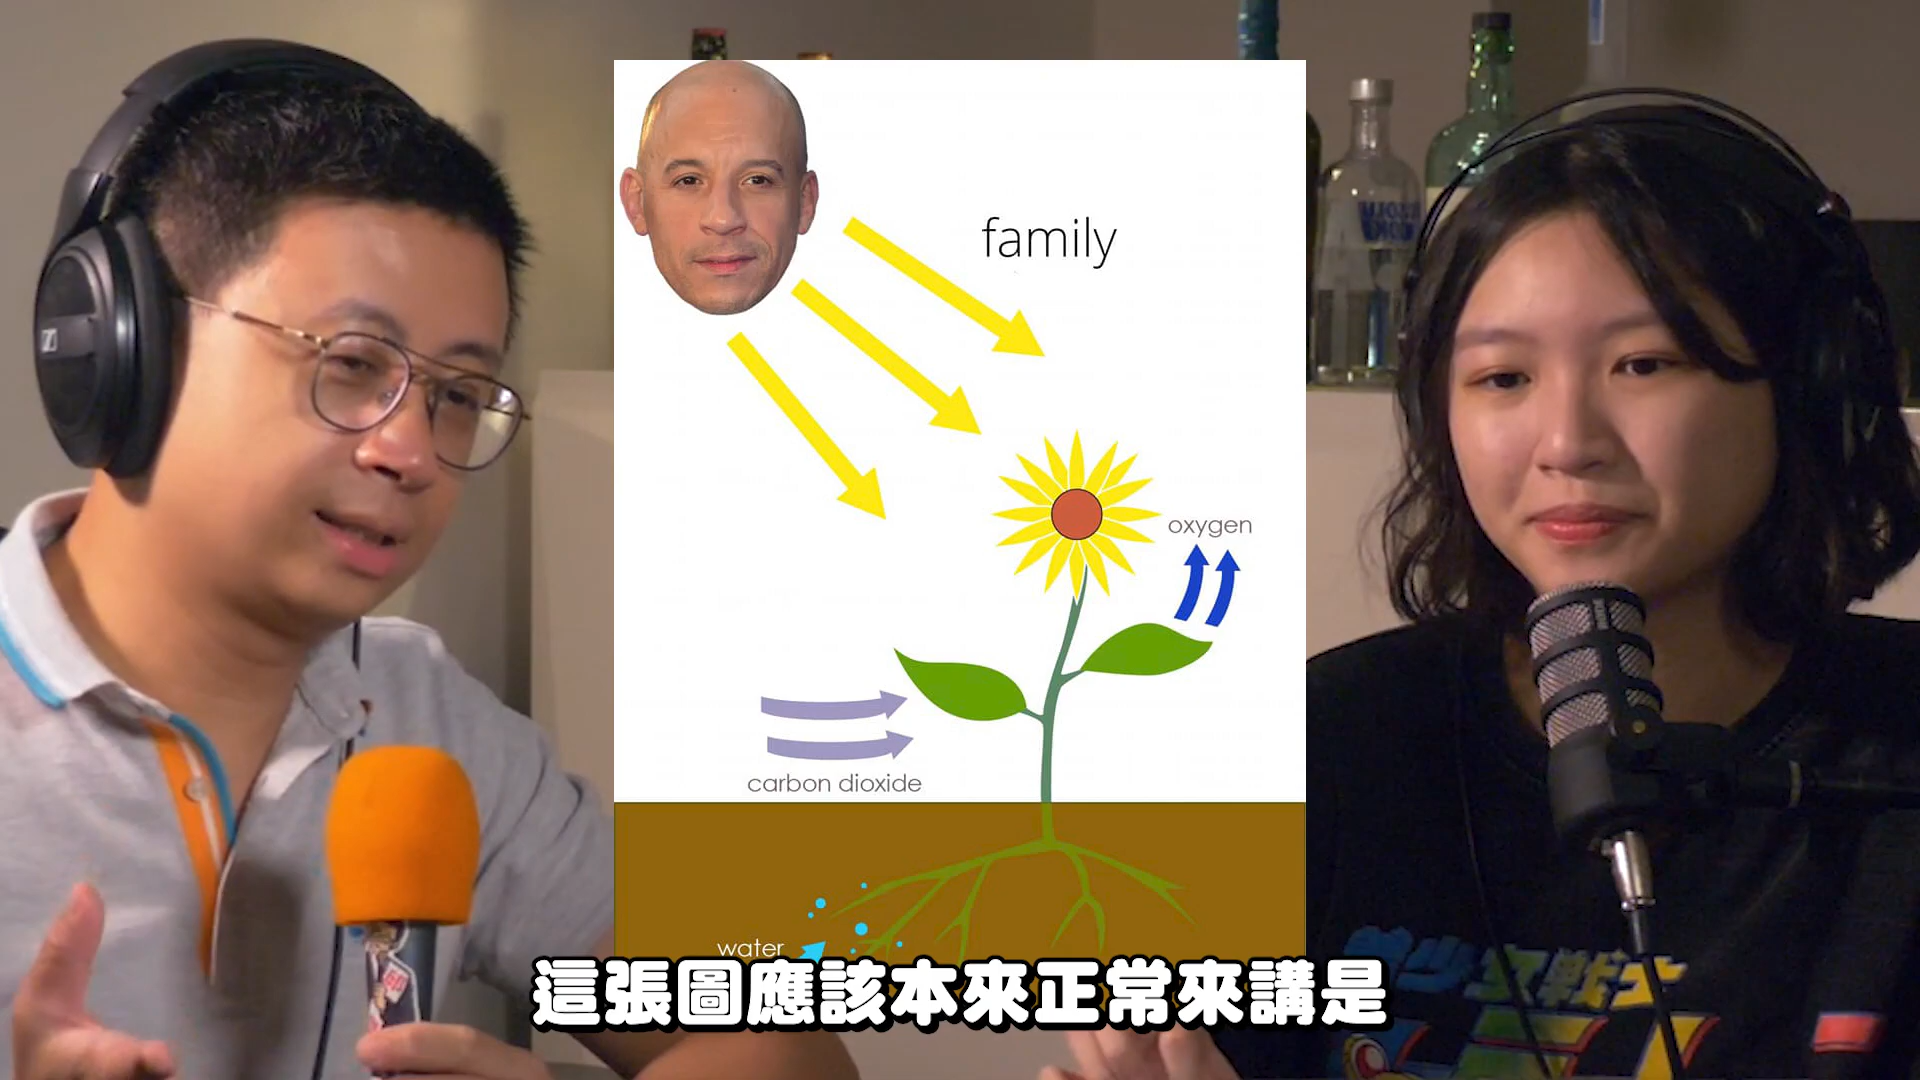 family
oxygen
carbon dioxide
water
這張圖應該本來正常來講是